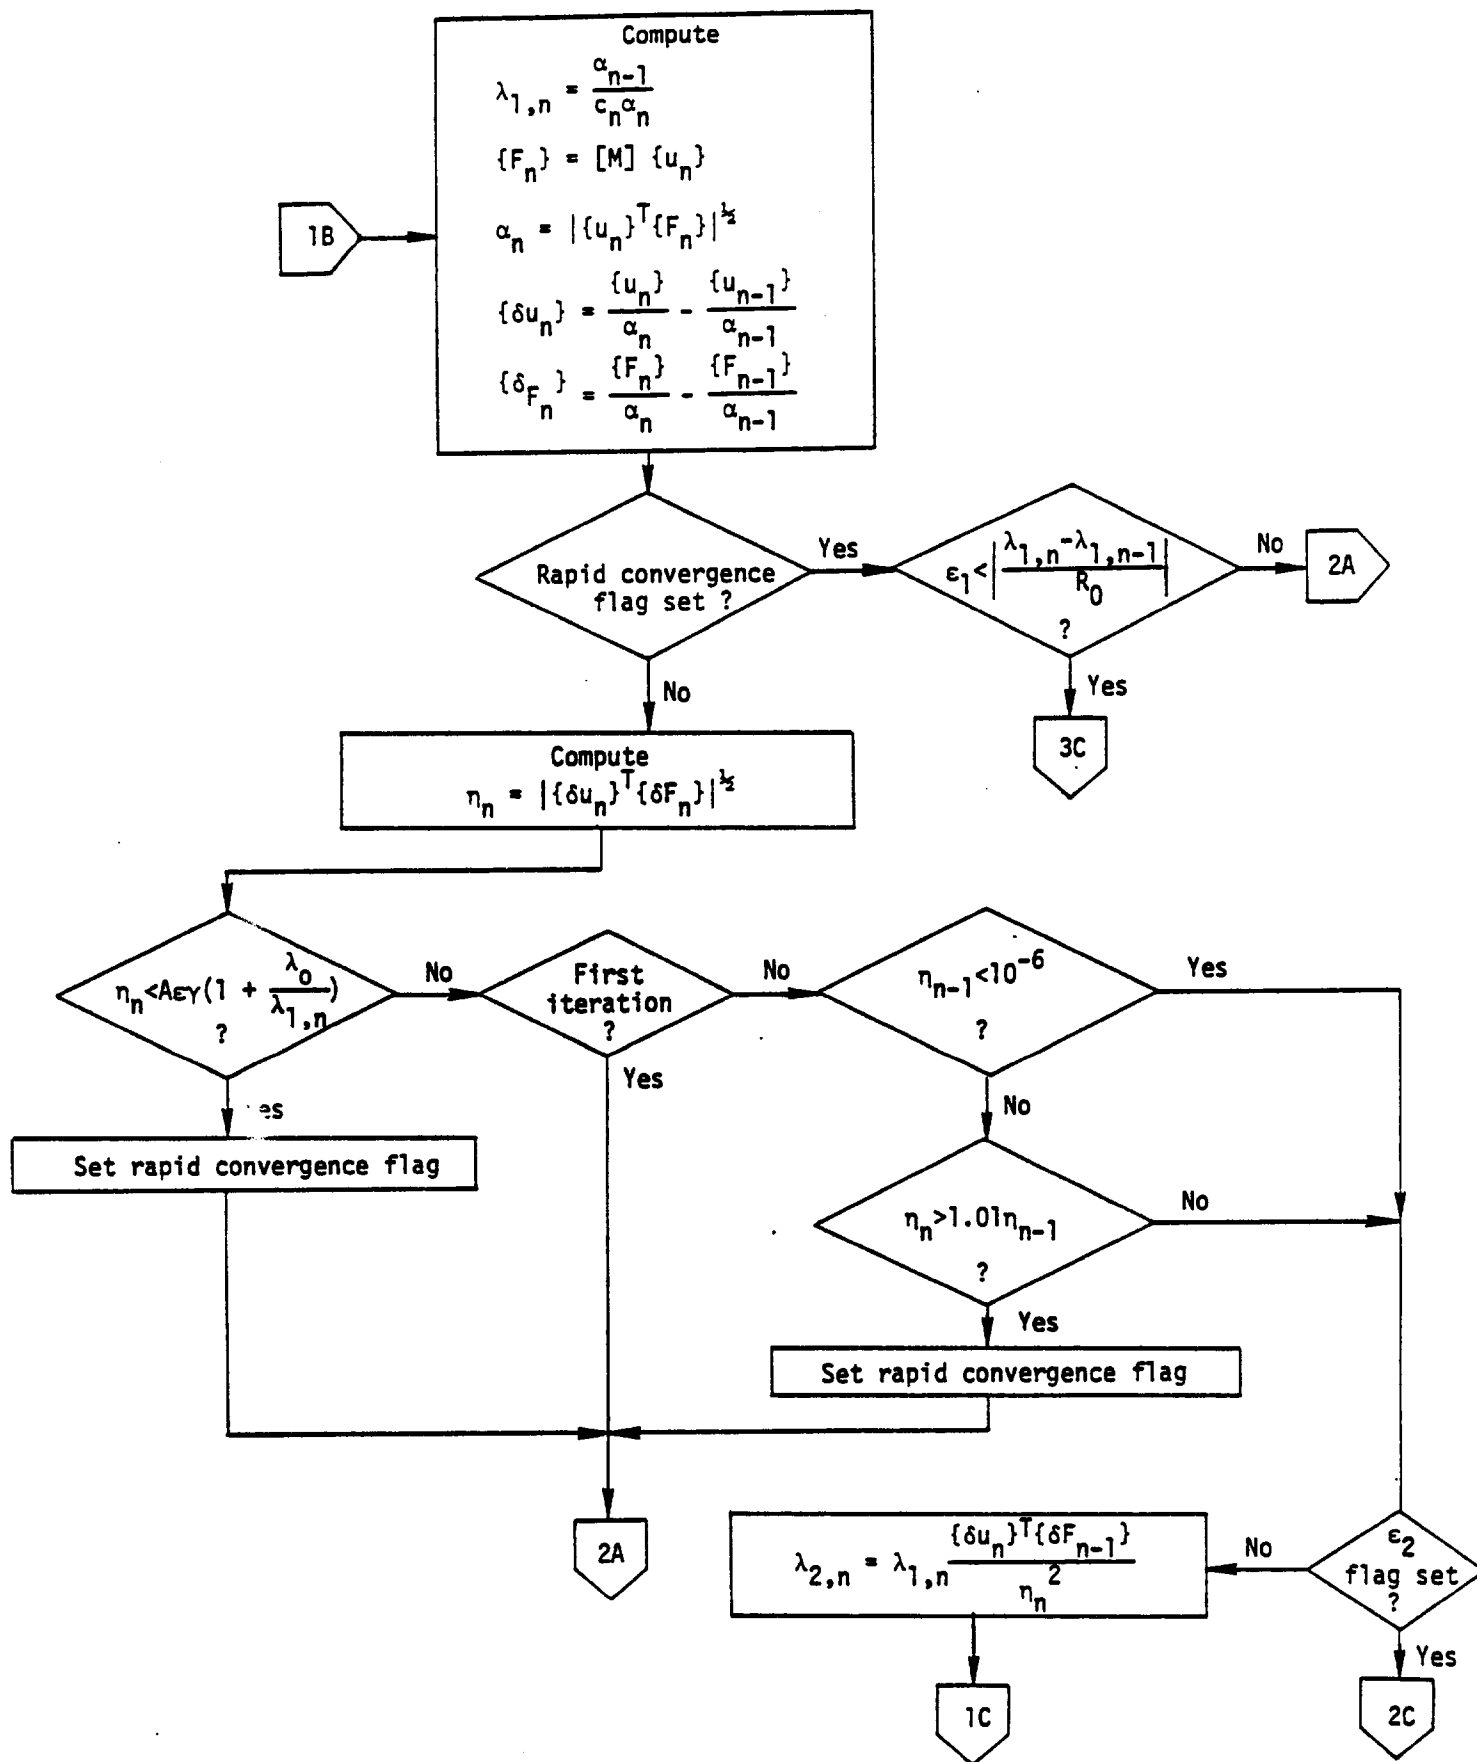 Compute
λ₁,ₙ = αₙ₋₁ / cₙαₙ
{Fₙ} = [M] {uₙ}
αₙ = |{uₙ}ᵀ{Fₙ}|^½
{δuₙ} = {uₙ}/αₙ - {uₙ₋₁}/αₙ₋₁
{δFₙ} = {Fₙ}/αₙ - {Fₙ₋₁}/αₙ₋₁
1B
Rapid convergence
flag set ?
Yes
ε₁<|(λ₁,ₙ-λ₁,ₙ₋₁)/R₀|
?
No
2A
Yes
3C
No
Compute
ηₙ = |{δuₙ}ᵀ{δFₙ}|^½
ηₙ<Aεγ(1 + λ₀/λ₁,ₙ)
?
No
First
iteration
?
No
ηₙ₋₁<10⁻⁶
?
Yes
es
Yes
No
Set rapid convergence flag
ηₙ>1.01ηₙ₋₁
?
No
Yes
Set rapid convergence flag
2A
λ₂,ₙ = λ₁,ₙ {δuₙ}ᵀ{δFₙ₋₁} / ηₙ²
No
ε₂
flag set
?
Yes
1C
2C